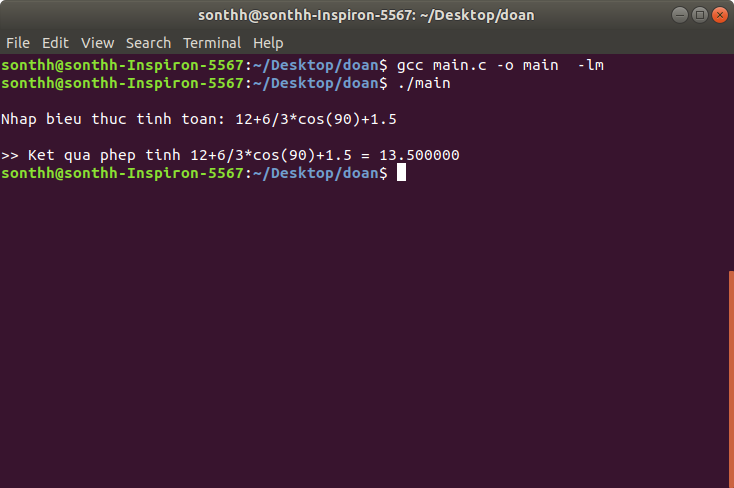 sonthh@sonthh-Inspiron-5567: ~/Desktop/doan
File Edit View Search Terminal Help
sonthh@sonthh-Inspiron-5567:~/Desktop/doan$ gcc main.c -o main  -lm
sonthh@sonthh-Inspiron-5567:~/Desktop/doan$ ./main
Nhap bieu thuc tinh toan: 12+6/3*cos(90)+1.5
>> Ket qua phep tinh 12+6/3*cos(90)+1.5 = 13.500000
sonthh@sonthh-Inspiron-5567:~/Desktop/doan$